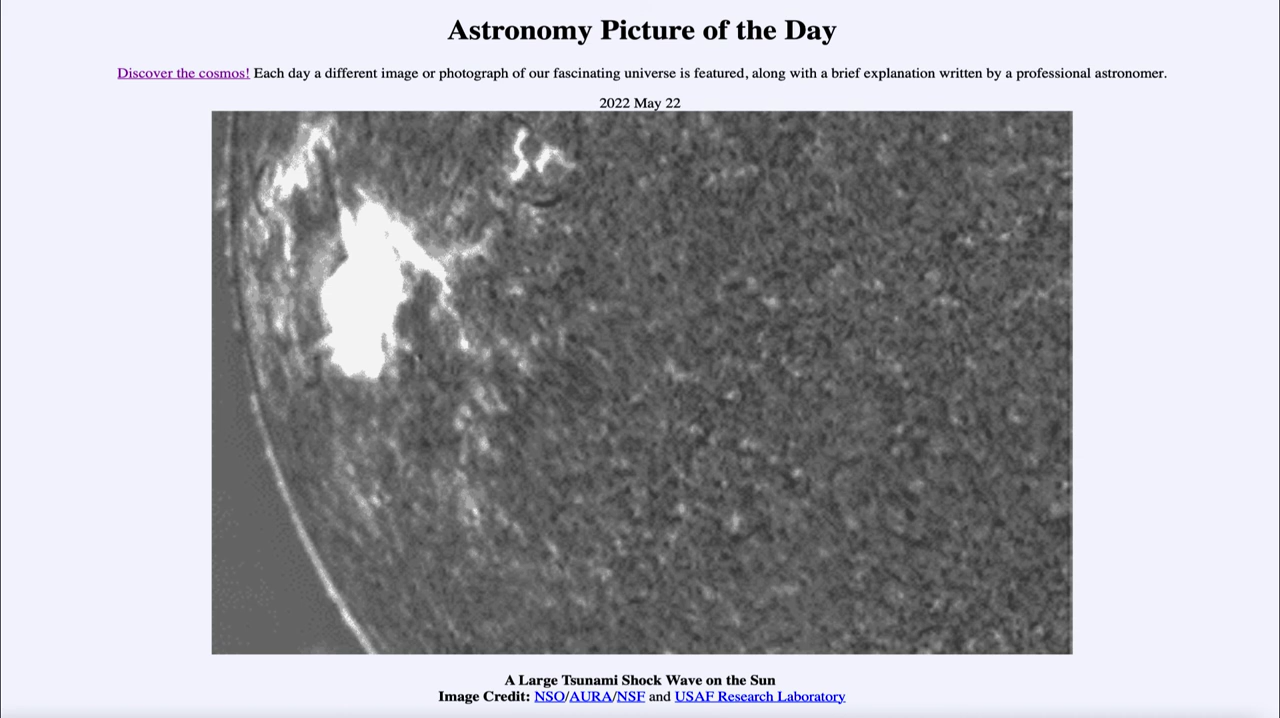 Astronomy Picture of the Day
Discover the cosmos! Each day a different image or photograph of our fascinating universe is featured, along with a brief explanation written by a professional astronomer.
2022 May 22
A Large Tsunami Shock Wave on the Sun
Image Credit: NSO/AURA/NSF and USAF Research Laboratory